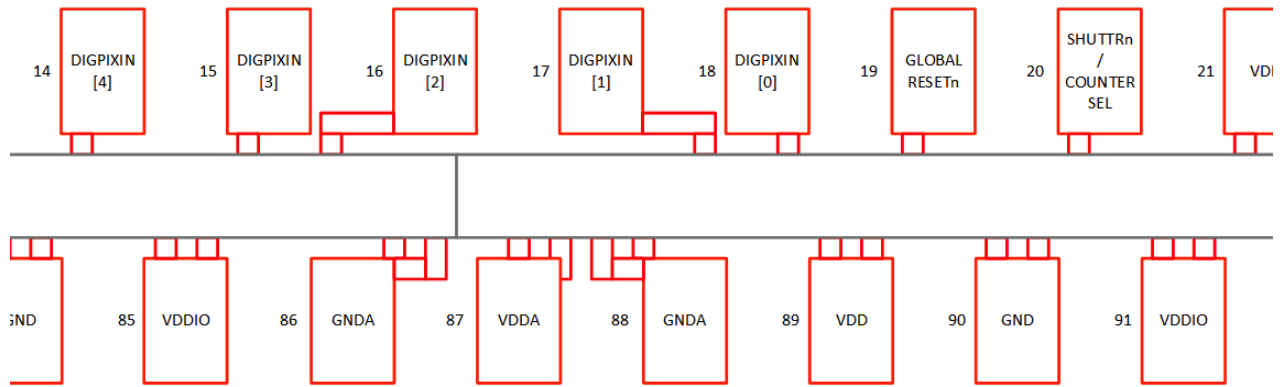 14 DIGPIXIN
[4]
15 DIGPIXIN
[3]
16 DIGPIXIN
[2]
17 DIGPIXIN
[1]
18 DIGPIXIN
[0]
19 GLOBAL
RESETn
20 SHUTTRn
/
COUNTER
SEL
21
85 VDDIO
86 GNDA
87 VDDA
88 GNDA
89 VDD
90 GND
91 VDDIO